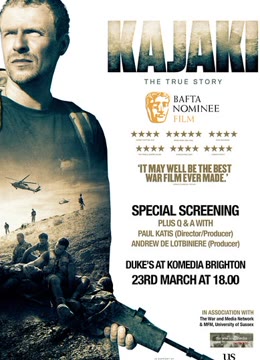 KAJAKI
THE TRUE STORY
BAFTA
NOMINEE
FILM
'IT MAY WELL BE THE BEST
WAR FILM EVER MADE.'
SPECIAL SCREENING
PLUS Q & A WITH
PAUL KATIS (Director/Producer)
ANDREW DE LOTBINIERE (Producer)
DUKE'S AT KOMEDIA BRIGHTON
23RD MARCH AT 18.00
IN ASSOCIATION WITH
The War and Media Network
& MFM, University of Sussex
US